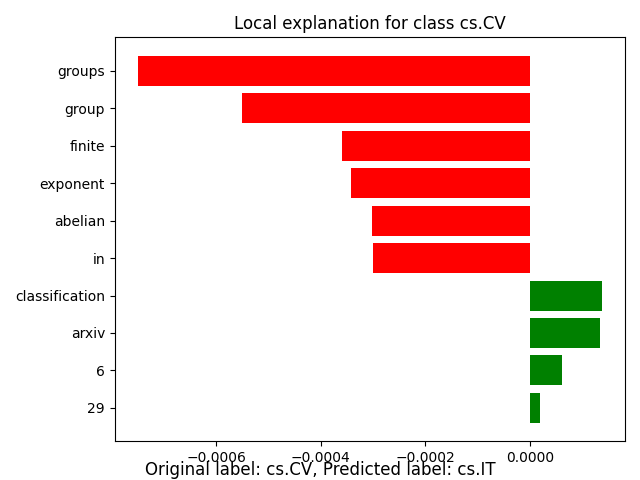 Local explanation for class cs.CV
groups
group
finite
exponent
abelian
in
classification
arxiv
6
29
−0.0006 −0.0004 −0.0002 0.0000
Original label: cs.CV, Predicted label: cs.IT